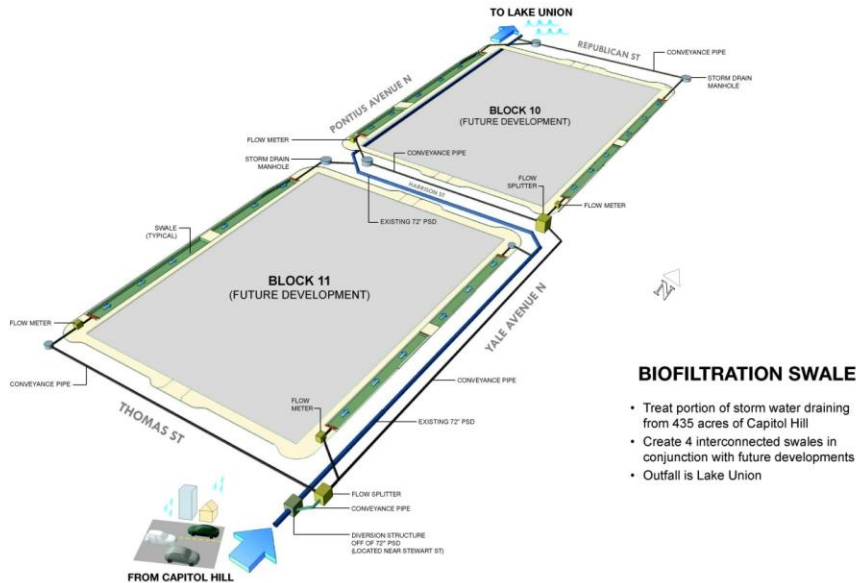 TO LAKE UNION
REPUBLICAN ST
CONVEYANCE PIPE
STORM DRAIN
MANHOLE
PONTIUS AVENUE N
BLOCK 10
(FUTURE DEVELOPMENT)
FLOW METER
CONVEYANCE PIPE
STORM DRAIN
MANHOLE
HARRISON ST
FLOW
SPLITTER
FLOW METER
EXISTING 72" PSD
SWALE
(TYPICAL)
BLOCK 11
(FUTURE DEVELOPMENT)
N
YALE AVENUE N
FLOW METER
CONVEYANCE PIPE
CONVEYANCE PIPE
THOMAS ST
FLOW
METER
EXISTING 72" PSD
FLOW SPLITTER
CONVEYANCE PIPE
DIVERSION STRUCTURE
OFF OF 72" PSD
(LOCATED NEAR STEWART ST)
FROM CAPITOL HILL
BIOFILTRATION SWALE
• Treat portion of storm water draining
from 435 acres of Capitol Hill
• Create 4 interconnected swales in
conjunction with future developments
• Outfall is Lake Union